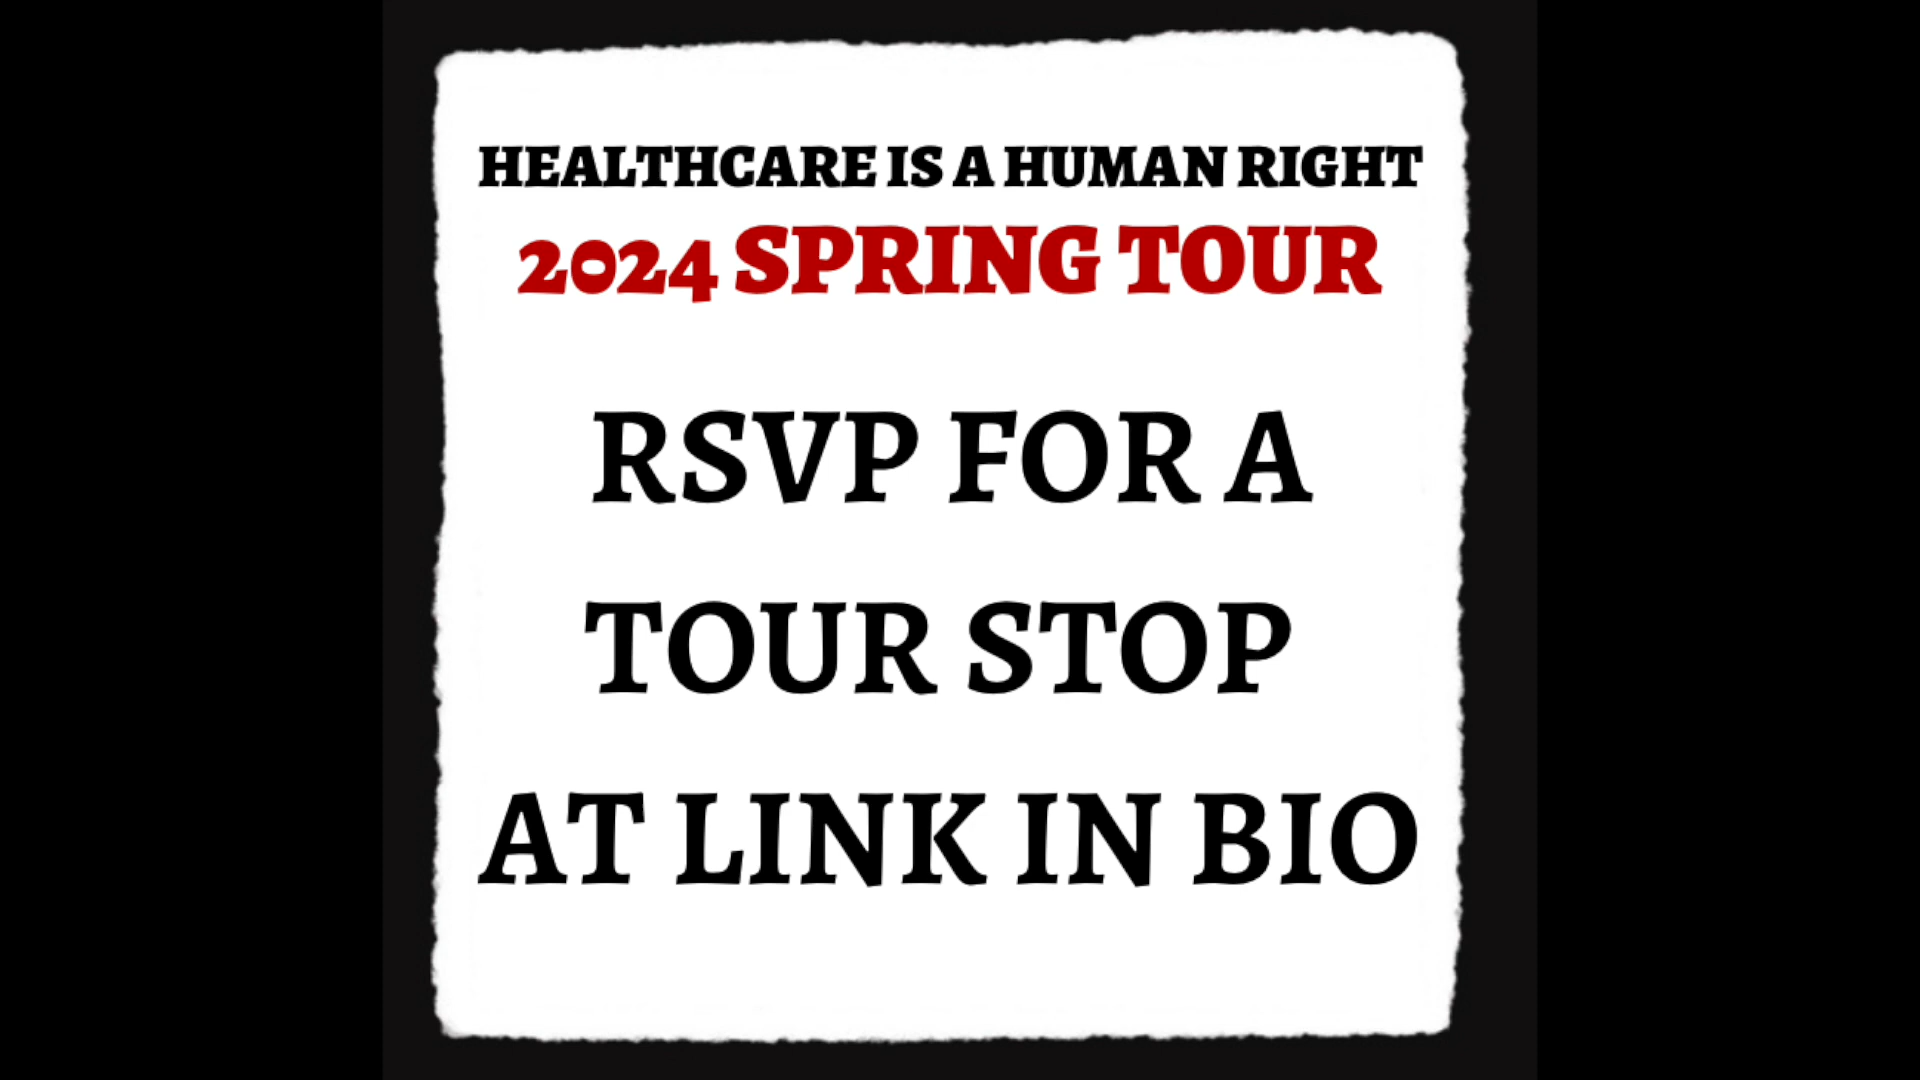 HEALTHCARE IS A HUMAN RIGHT
2024 SPRING TOUR
RSVP FOR A
TOUR STOP
AT LINK IN BIO